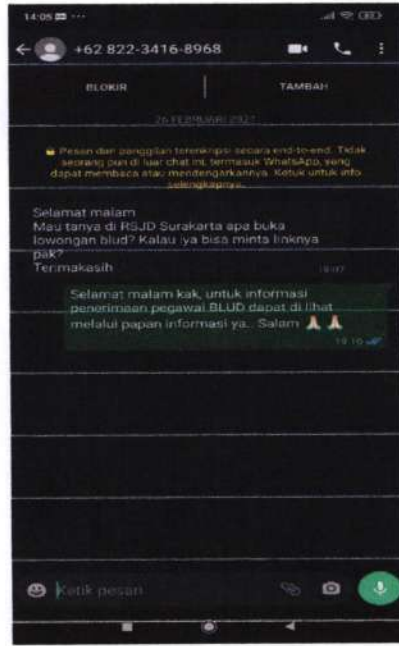 14:05
+62 822-3416-8968
BLOKIR
TAMBAH
26 FEBRUARI 2021
Pesan dan panggilan terenkripsi secara end-to-end. Tidak
seorang pun di luar chat ini, termasuk WhatsApp, yang
dapat membaca atau mendengarkannya. Ketuk untuk info
selengkapnya.
Selamat malam
Mau tanya di RSJD Surakarta apa buka
lowongan blud? Kalau iya bisa minta linknya
pak?
Terimakasih
Selamat malam kak, untuk informasi
penerimaan pegawai BLUD dapat di lihat
melalui papan informasi ya.. Salam 🙏🏻 🙏🏻
19.10
Ketik pesan